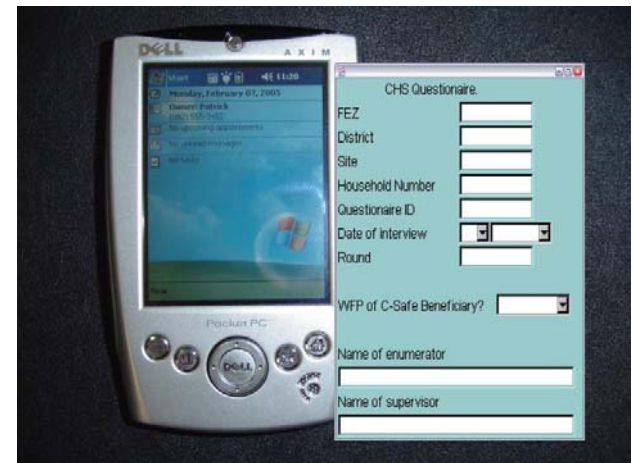 DELL
AXIM
Start 11:20
Monday, February 07, 2005
Owner: Patrick
No upcoming appointments
No unread messages
No tasks
Pocket PC
DELL
CHS Questionaire.
FEZ
District
Site
Household Number
Questionaire ID
Date of interview
Round
WFP of C-Safe Beneficiary?
Name of enumerator
Name of supervisor